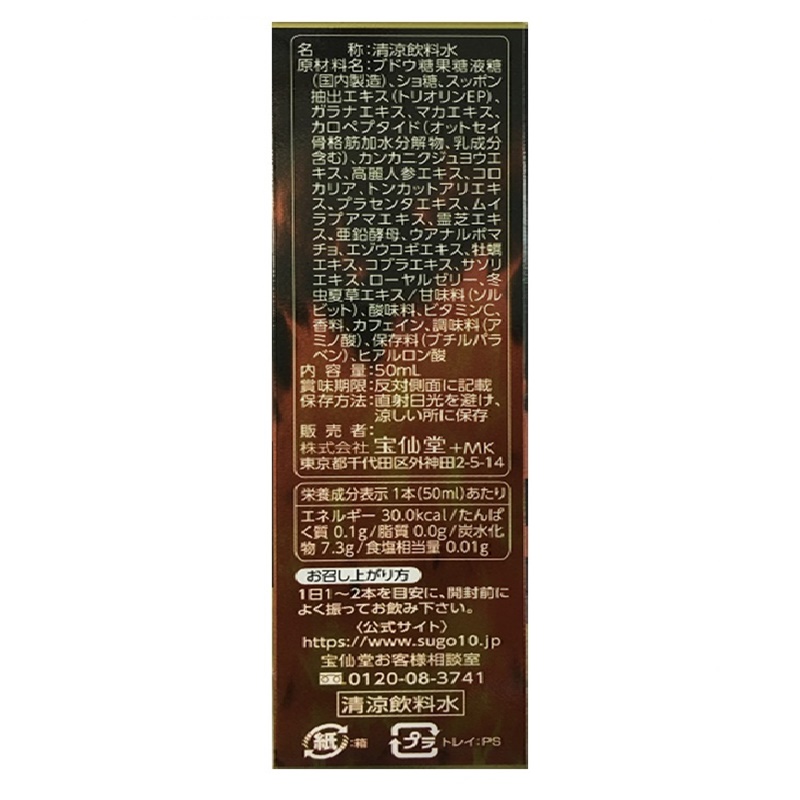 名　　称:清涼飲料水
原材料名:ブドウ糖果糖液糖
(国内製造)、ショ糖、スッポン
抽出エキス(トリオリンEP)、
ガラナエキス、マカエキス、
カロペプタイド(オットセイ
骨格筋加水分解物、乳成分
含む)、カンカニクジュヨウエ
キス、高麗人参エキス、コロ
カリア、トンカットアリエキ
ス、プラセンタエキス、ムイ
ラプアマエキス、霊芝エキ
ス、亜鉛酵母、ウアナルポマ
チョ、エゾウコギエキス、牡蠣
エキス、コブラエキス、サソリ
エキス、ローヤルゼリー、冬
虫夏草エキス/甘味料(ソル
ビット)、酸味料、ビタミンC、
香料、カフェイン、調味料(ア
ミノ酸)、保存料(ブチルパラ
ベン)、ヒアルロン酸
内 容 量:50mL
賞味期限:反対側面に記載
保存方法:直射日光を避け、
涼しい所に保存
販 売 者:
株式会社 宝仙堂 +MK
東京都千代田区外神田2-5-14
栄養成分表示 1本(50ml)あたり
エネルギー 30.0kcal/たんぱ
く質 0.1g/脂質 0.0g/炭水化
物 7.3g/食塩相当量 0.01g
お召し上がり方
1日1〜2本を目安に、開封前に
よく振ってお飲み下さい。
〈公式サイト〉
https://www.sugo10.jp
宝仙堂お客様相談室
0120-08-3741
清涼飲料水
紙 :箱 プラ トレイ:PS